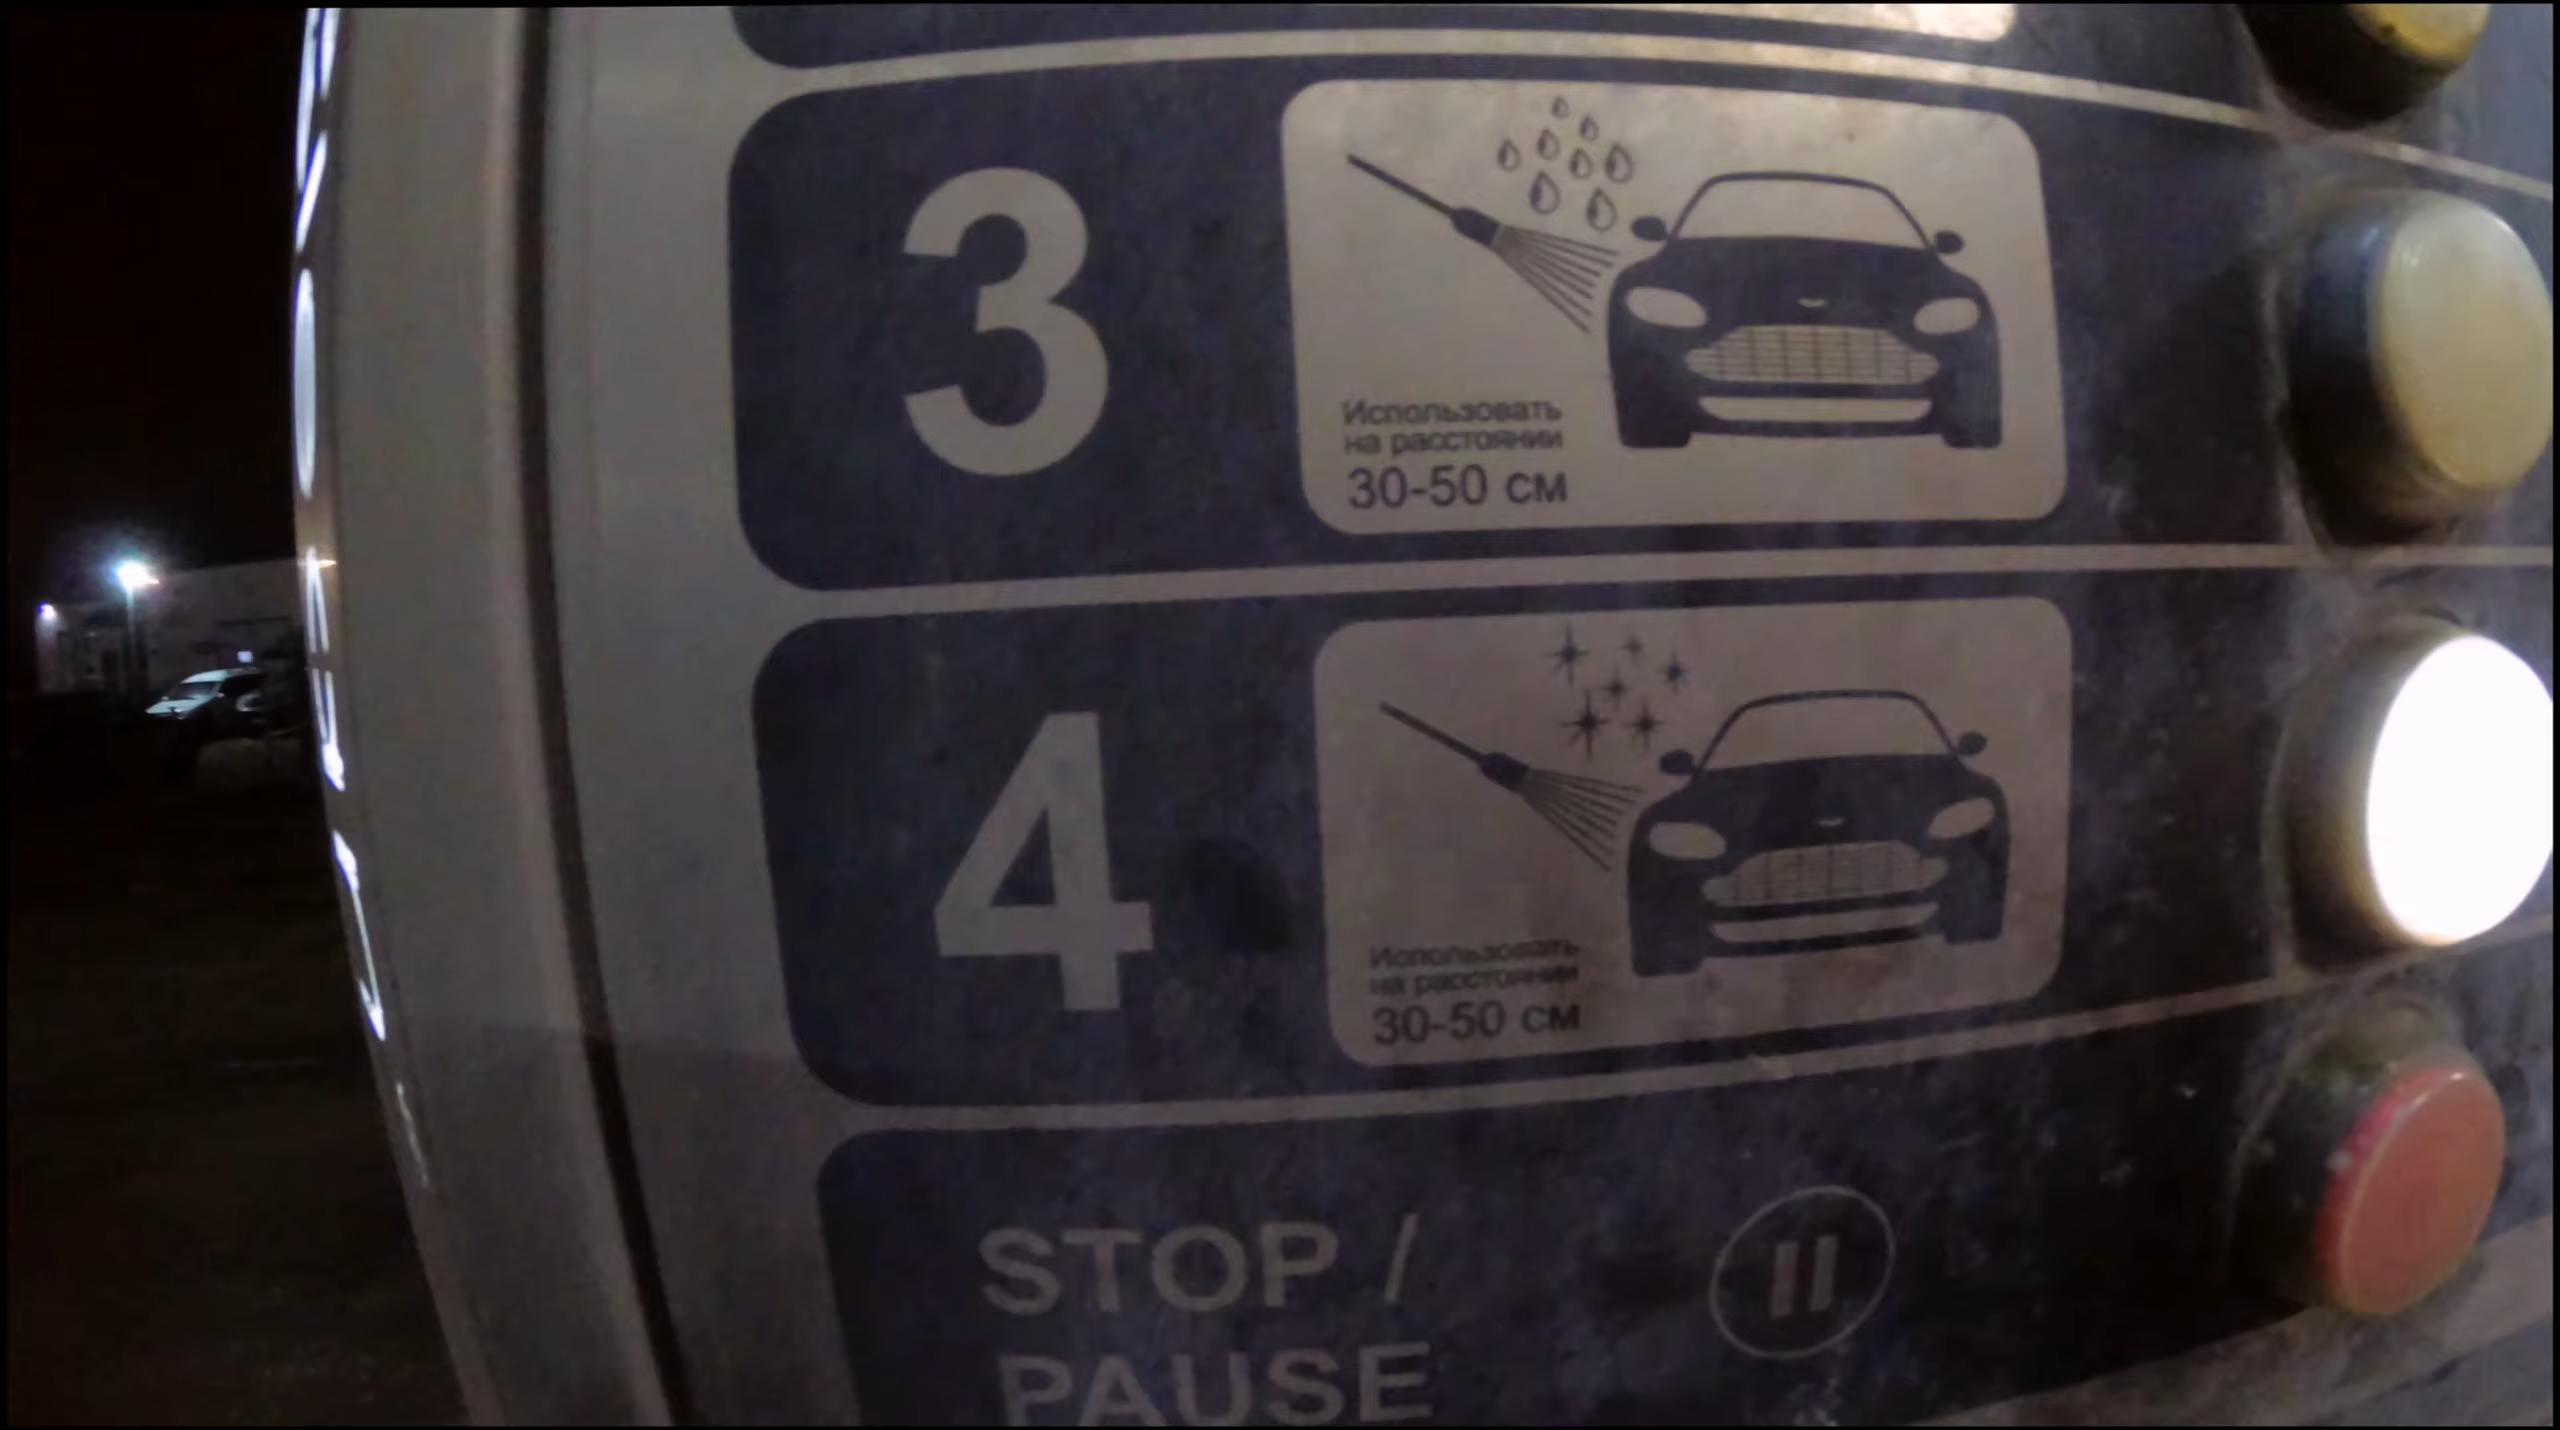 3
Использовать
на расстоянии
30-50 см
4
Использовать
на расстоянии
30-50 см
STOP /
PAUSE